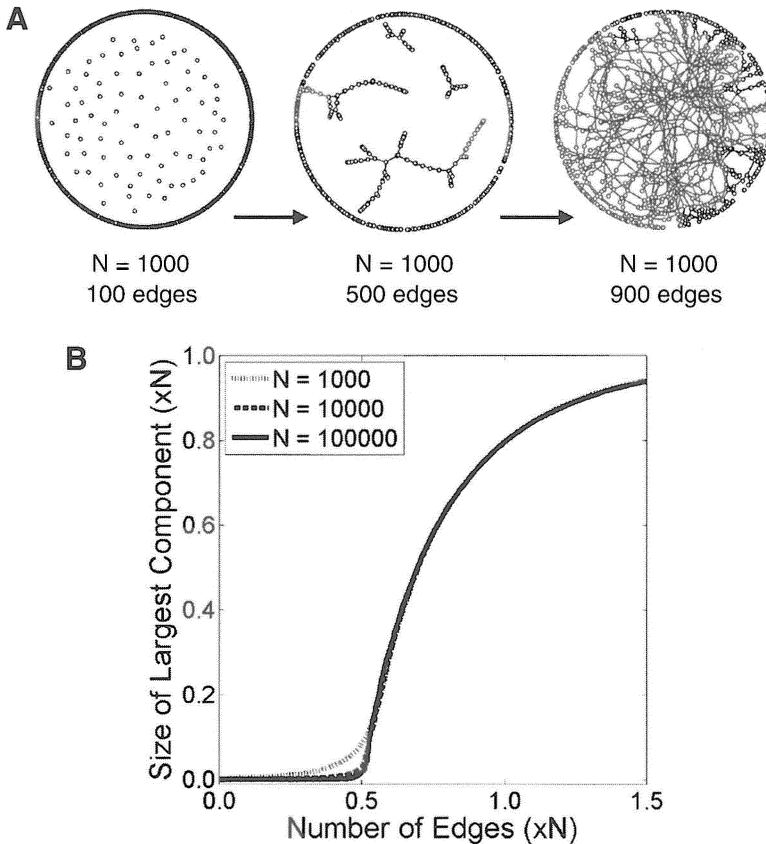 A
N = 1000
100 edges
N = 1000
500 edges
N = 1000
900 edges
B
Size of Largest Component (xN)
1.0
0.8
0.6
0.4
0.2
0.0
N = 1000
N = 10000
N = 100000
0.0
0.5
1.0
1.5
Number of Edges (xN)